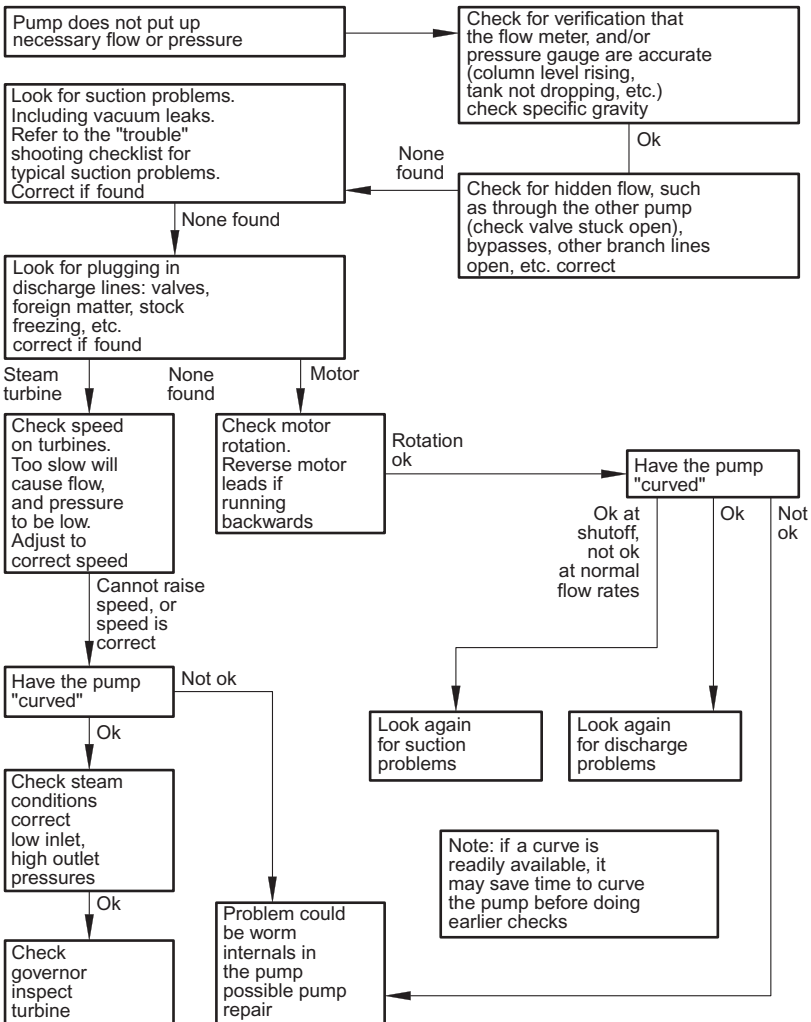 Pump does not put up
necessary flow or pressure
Check for verification that
the flow meter, and/or
pressure gauge are accurate
(column level rising,
tank not dropping, etc.)
check specific gravity
Ok
Check for hidden flow, such
as through the other pump
(check valve stuck open),
bypasses, other branch lines
open, etc. correct
None
found
Look for suction problems.
Including vacuum leaks.
Refer to the "trouble"
shooting checklist for
typical suction problems.
Correct if found
None found
Look for plugging in
discharge lines: valves,
foreign matter, stock
freezing, etc.
correct if found
Steam
turbine
None
found
Motor
Check speed
on turbines.
Too slow will
cause flow,
and pressure
to be low.
Adjust to
correct speed
Check motor
rotation.
Reverse motor
leads if
running
backwards
Rotation
ok
Have the pump
"curved"
Ok at
shutoff,
not ok
at normal
flow rates
Ok
Not
ok
Cannot raise
speed, or
speed is
correct
Have the pump
"curved"
Not ok
Ok
Look again
for suction
problems
Look again
for discharge
problems
Check steam
conditions
correct
low inlet,
high outlet
pressures
Ok
Note: if a curve is
readily available, it
may save time to curve
the pump before doing
earlier checks
Check
governor
inspect
turbine
Problem could
be worm
internals in
the pump
possible pump
repair